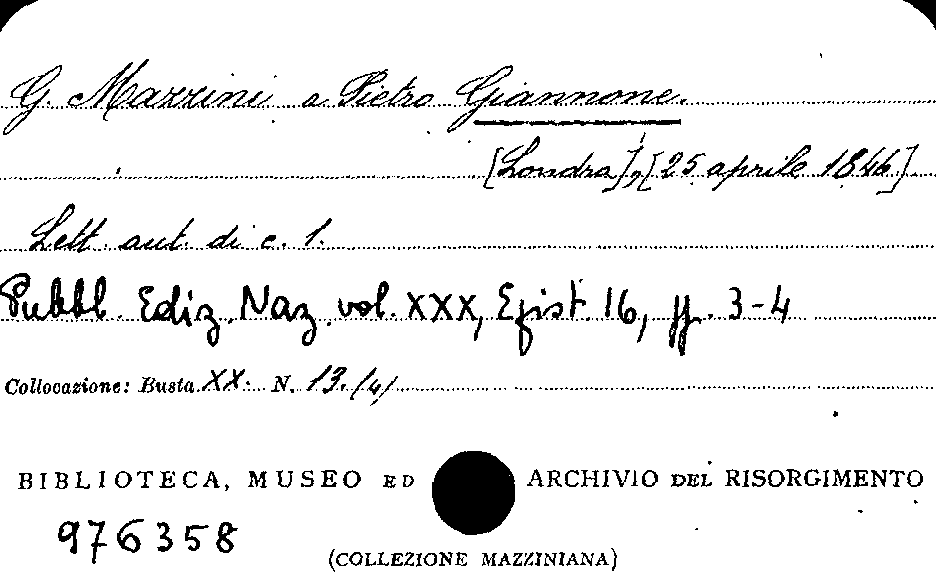 G. Mazzini a Pietro Giannone.
[Londra], [25 aprile 1846].
Lett. aut. di c. 1.
Pubbl. Ediz. Naz. vol. XXX, Epist. 16, pp. 3-4
Collocazione: Busta XX. N. 13. /4/
BIBLIOTECA, MUSEO ED ARCHIVIO DEL RISORGIMENTO
976358
(COLLEZIONE MAZZINIANA)